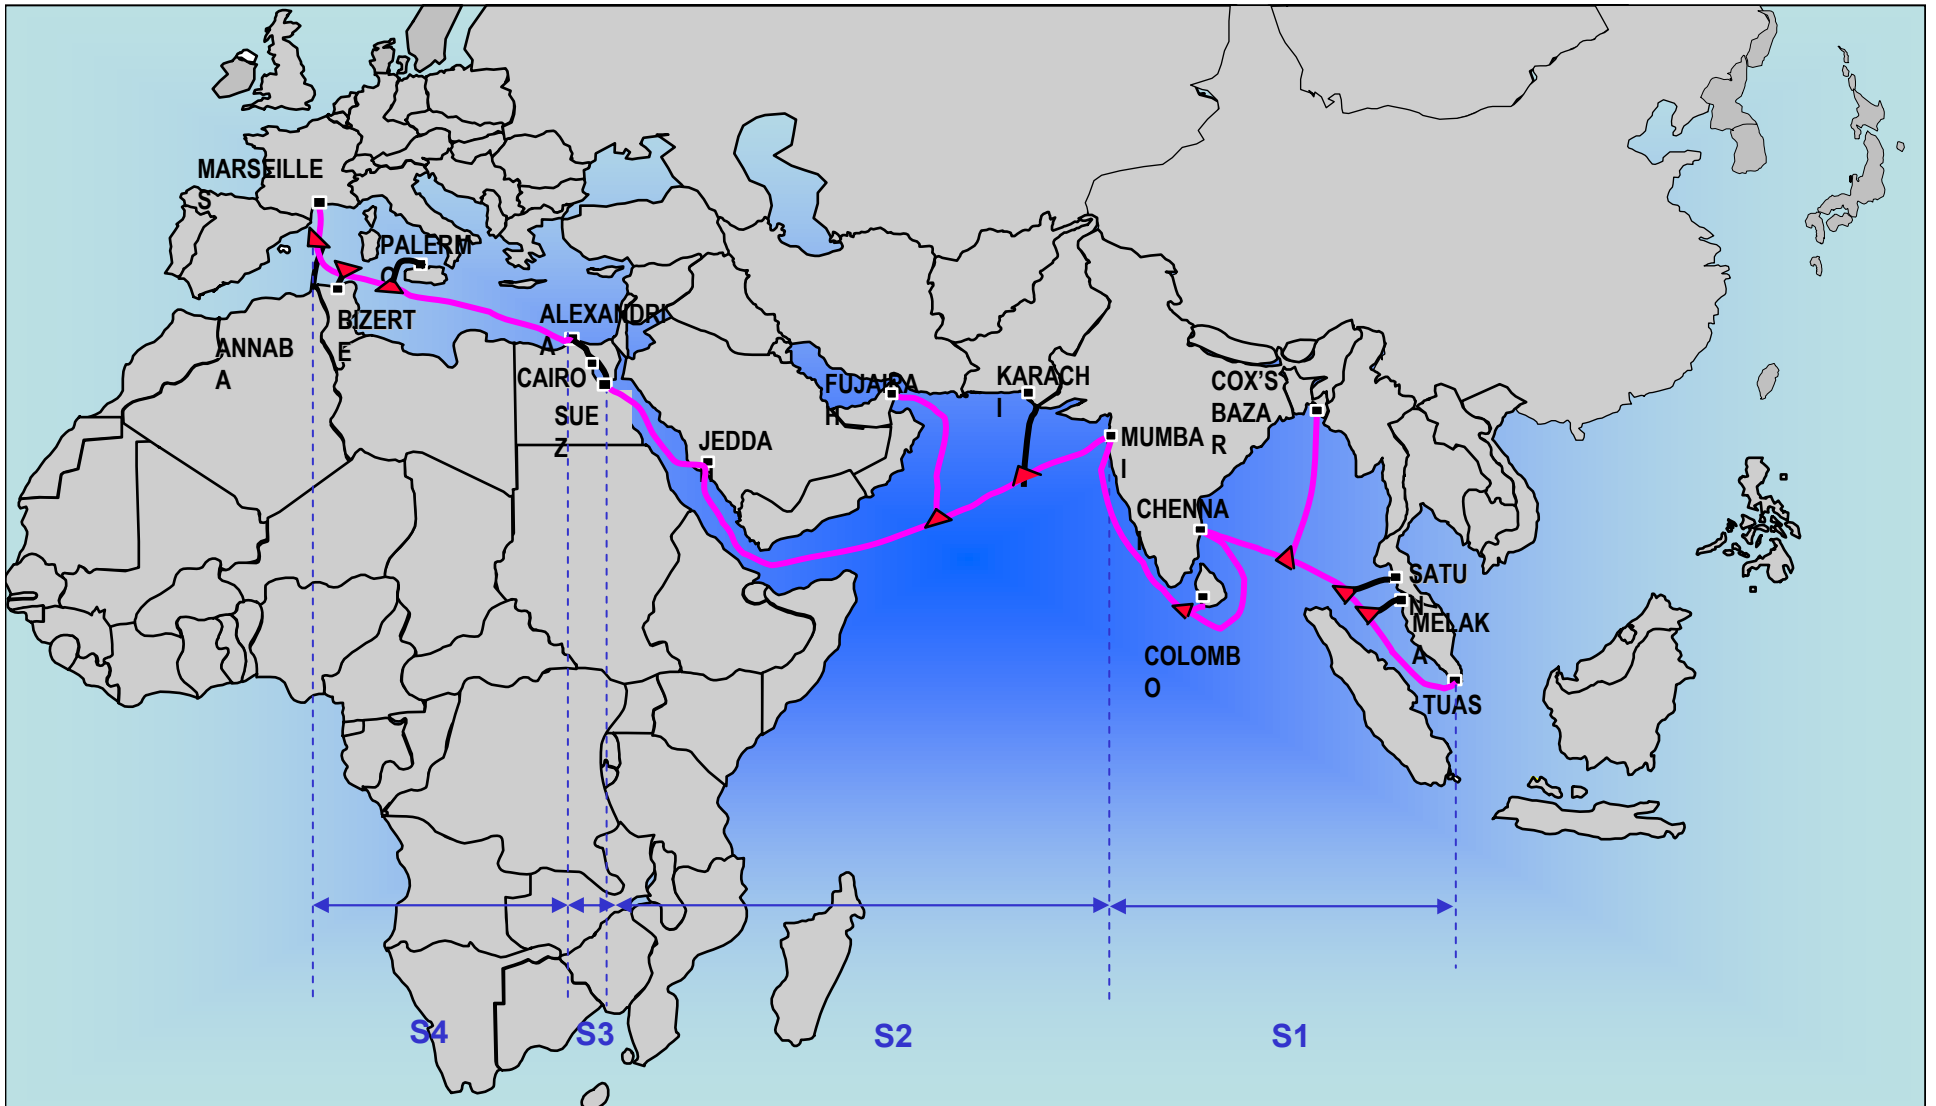 MARSEILLE
S
PALERM
O
BIZERT
E
ANNAB
A
ALEXANDRI
A
CAIRO
SUE
Z
JEDDA
H
FUJAIRA
H
KARACH
I
MUMBA
I
COX'S
BAZA
R
CHENNA
I
COLOMB
O
SATU
N
MELAK
A
TUAS
S4
S3
S2
S1